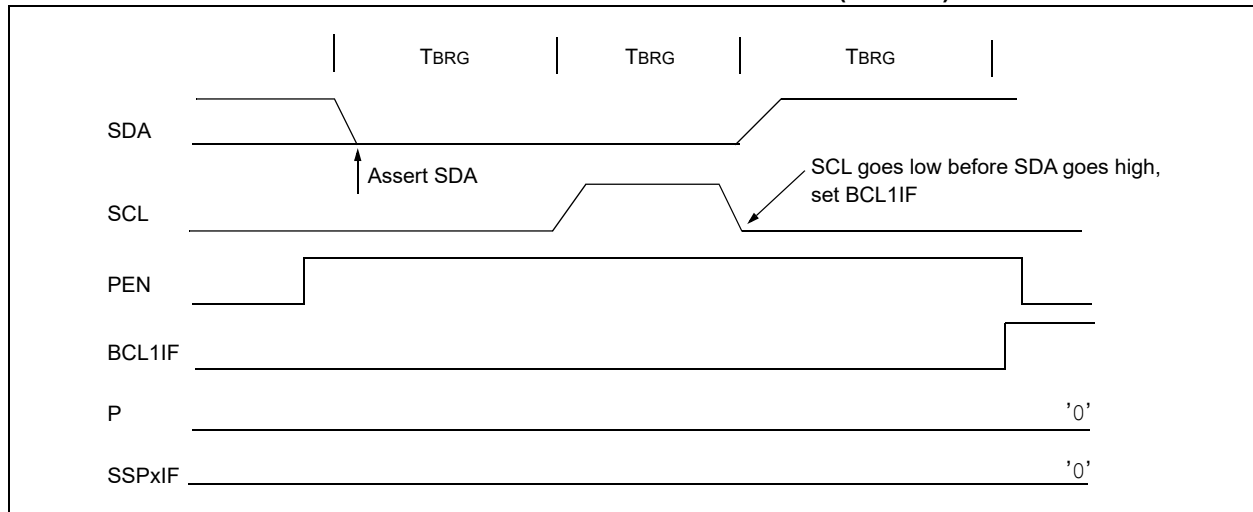 TBRG TBRG TBRG
SDA
Assert SDA
SCL goes low before SDA goes high,
set BCL1IF
SCL
PEN
BCL1IF
P '0'
SSPxIF '0'